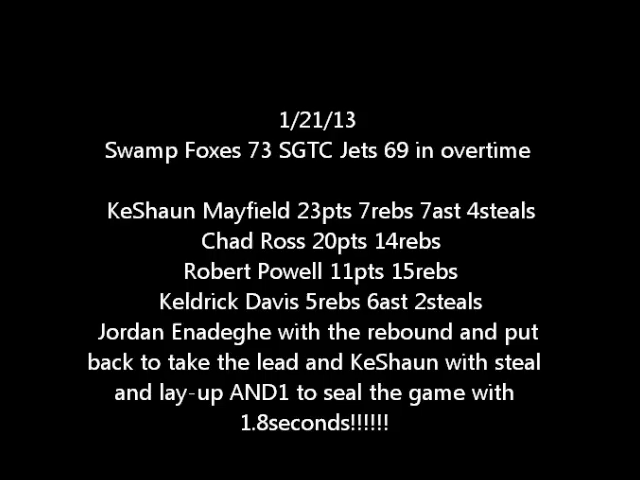 1/21/13
Swamp Foxes 73 SGTC Jets 69 in overtime
KeShaun Mayfield 23pts 7rebs 7ast 4steals
Chad Ross 20pts 14rebs
Robert Powell 11pts 15rebs
Keldrick Davis 5rebs 6ast 2steals
Jordan Enadeghe with the rebound and put
back to take the lead and KeShaun with steal
and lay-up AND1 to seal the game with
1.8seconds!!!!!!